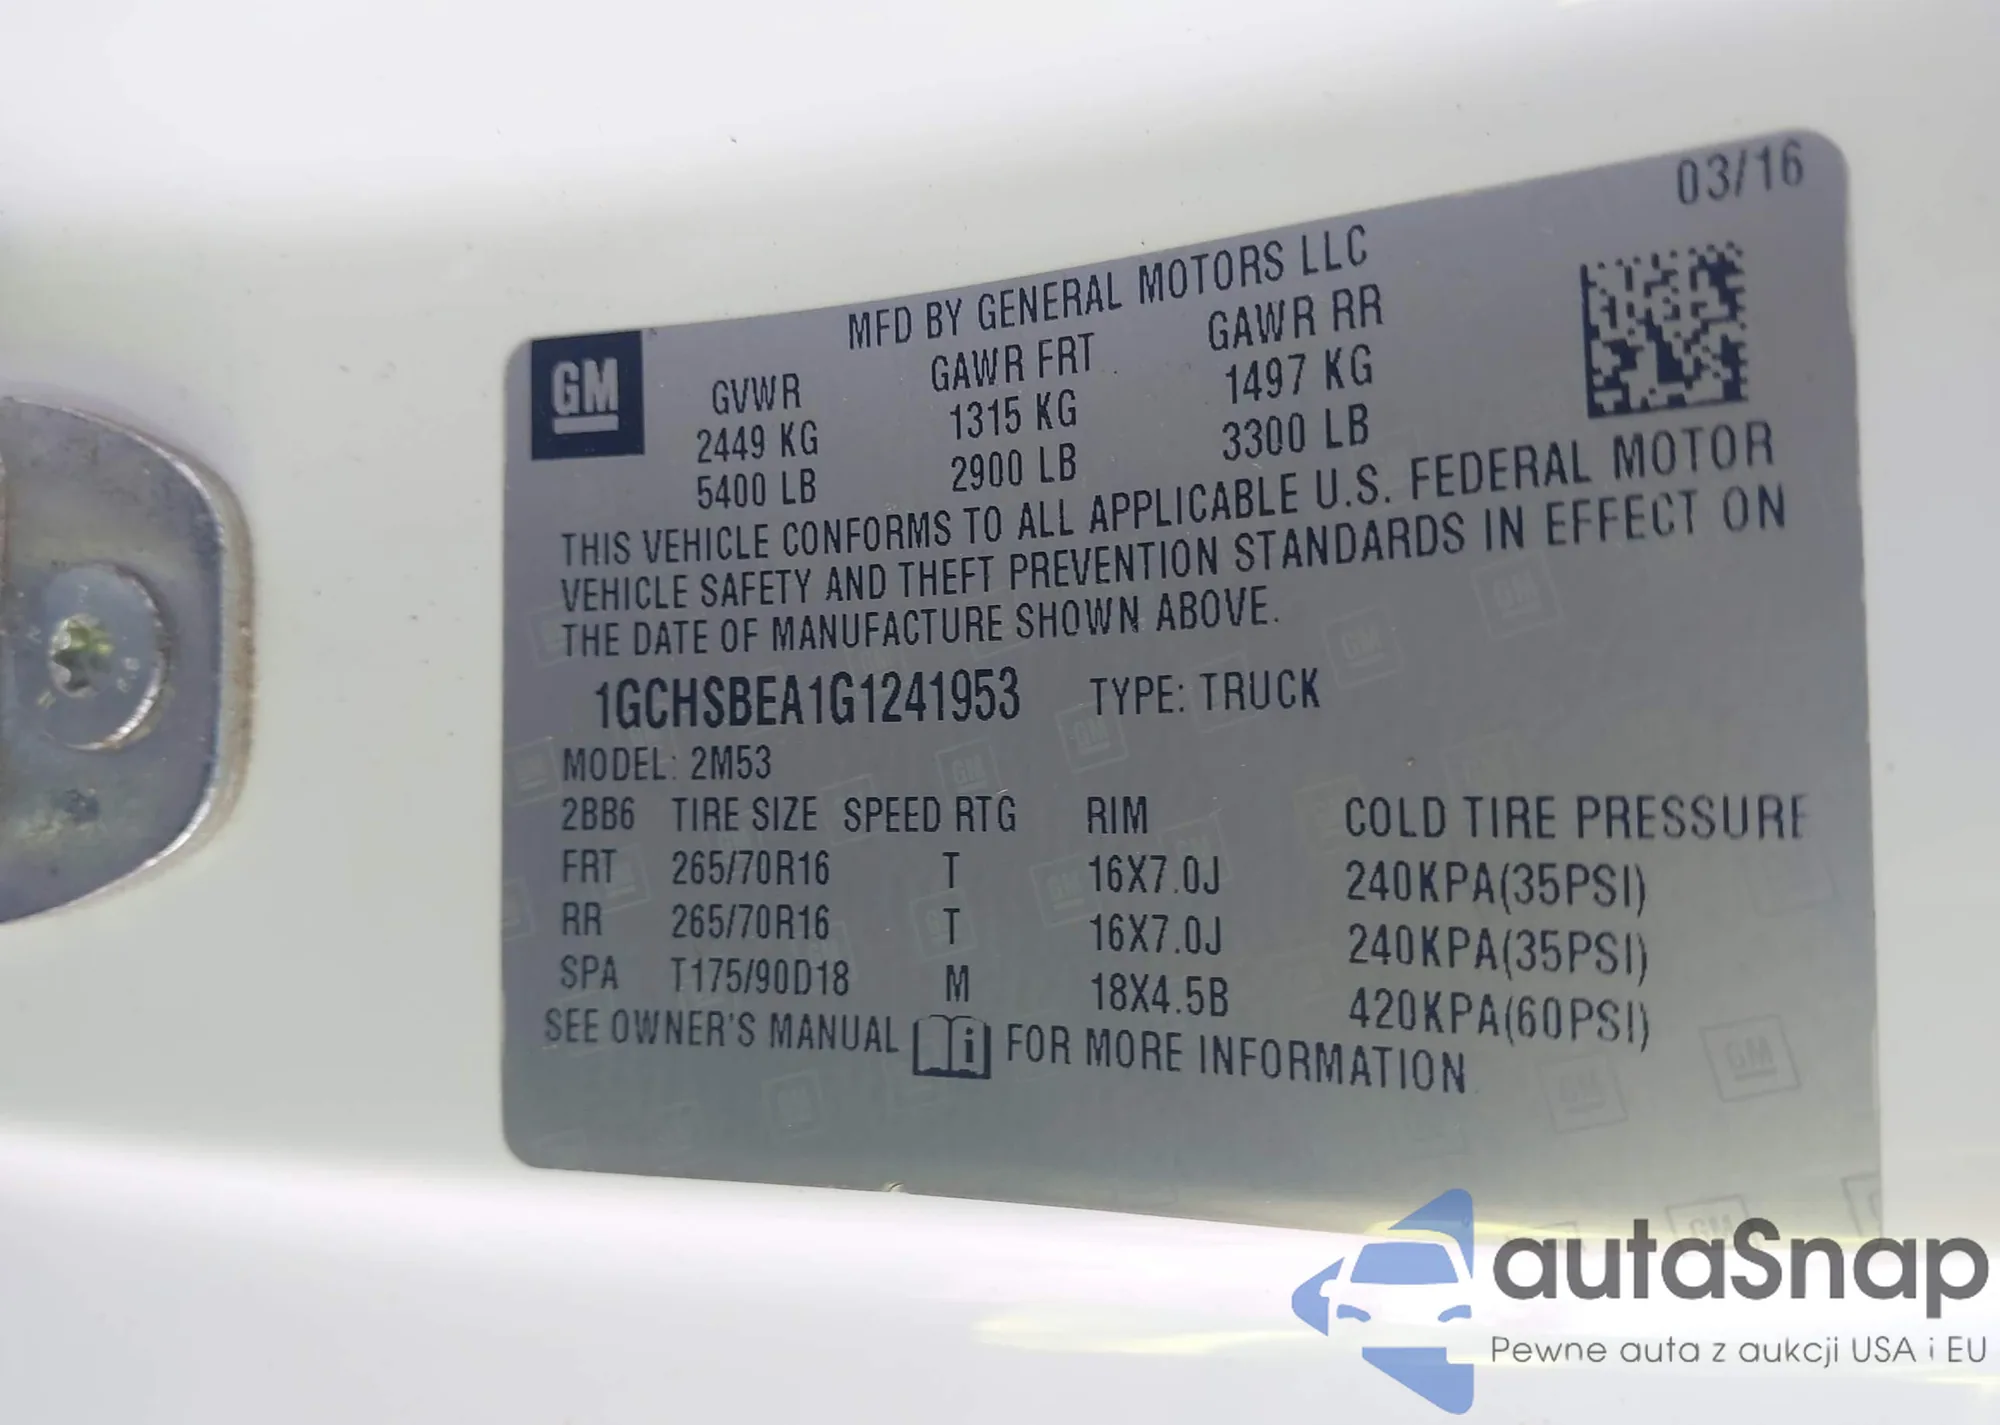 03/16
MFD BY GENERAL MOTORS LLC
GM
GVWR GAWR FRT GAWR RR
2449 KG 1315 KG 1497 KG
5400 LB 2900 LB 3300 LB
THIS VEHICLE CONFORMS TO ALL APPLICABLE U.S. FEDERAL MOTOR
VEHICLE SAFETY AND THEFT PREVENTION STANDARDS IN EFFECT ON
THE DATE OF MANUFACTURE SHOWN ABOVE.
1GCHSBEA1G1241953 TYPE: TRUCK
MODEL: 2M53
2BB6 TIRE SIZE SPEED RTG RIM COLD TIRE PRESSURE
FRT 265/70R16 T 16X7.0J 240KPA(35PSI)
RR 265/70R16 T 16X7.0J 240KPA(35PSI)
SPA T175/90D18 M 18X4.5B 420KPA(60PSI)
SEE OWNER'S MANUAL i FOR MORE INFORMATION
autaSnap
Pewne auta z aukcji USA i EU